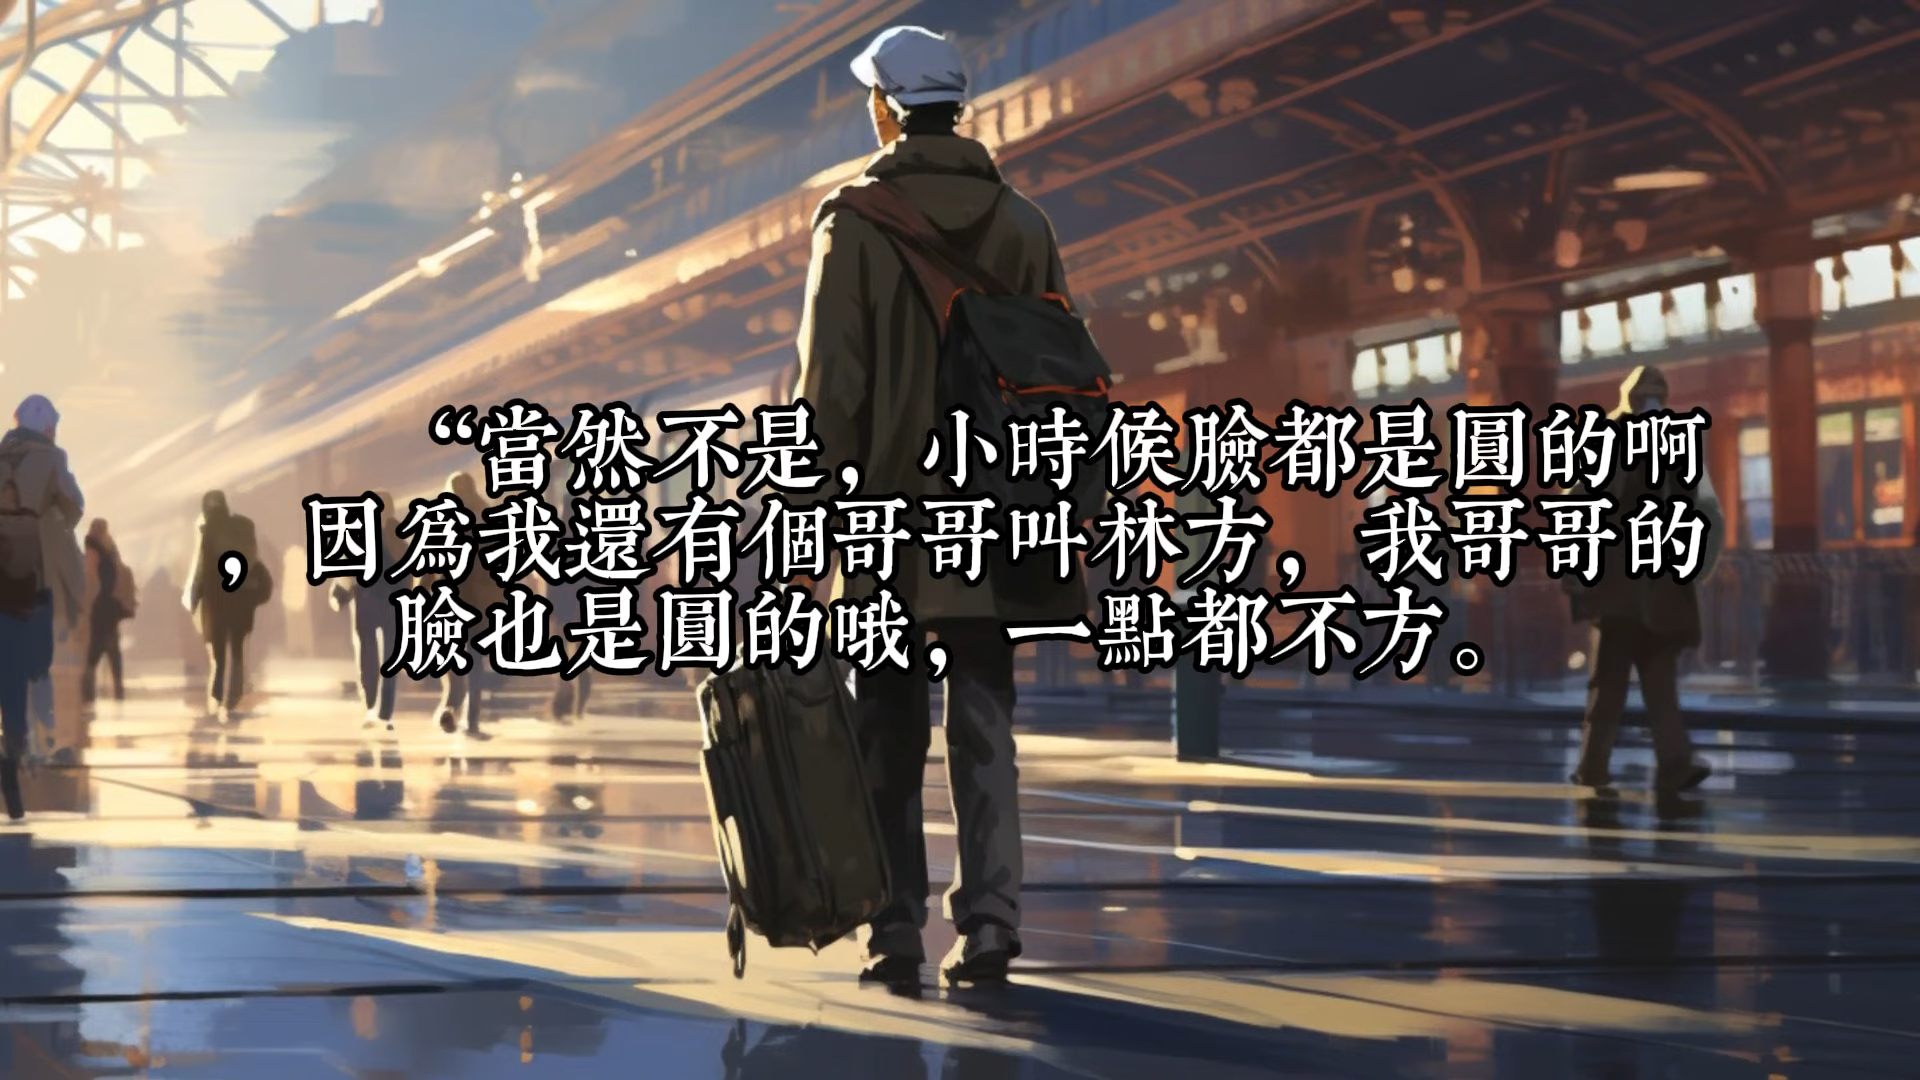 “當然不是，小時候臉都是圓的啊
，因爲我還有個哥哥叫林方，我哥哥的
臉也是圓的哦，一點都不方。